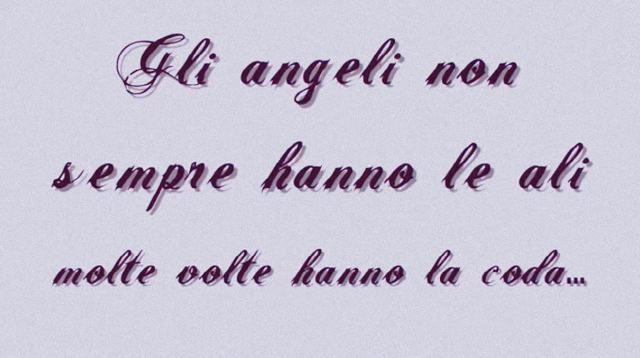 Gli angeli non
sempre hanno le ali
molte volte hanno la coda...